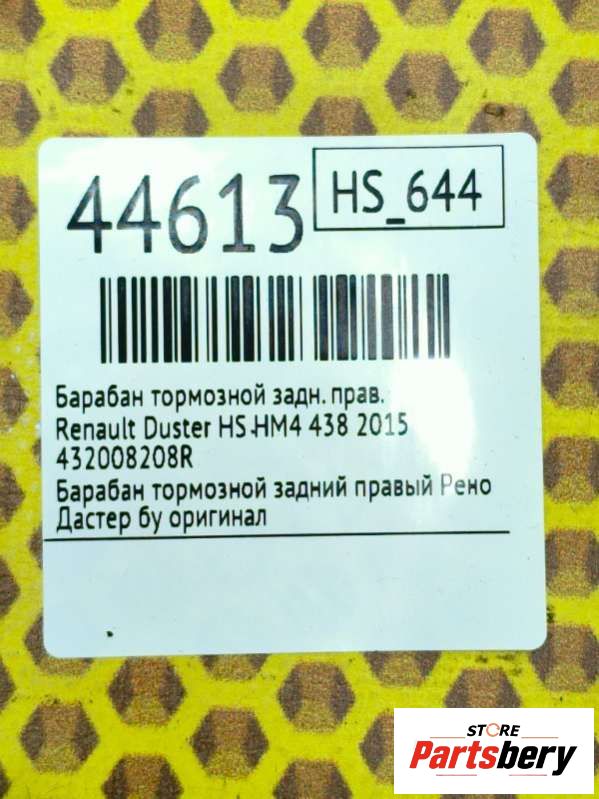 44613
HS_644
Барабан тормозной задн. прав.
Renault Duster HS.HM4 438 2015
432008208R
Барабан тормозной задний правый Рено
Дастер бу оригинал
STORE
Partsbery